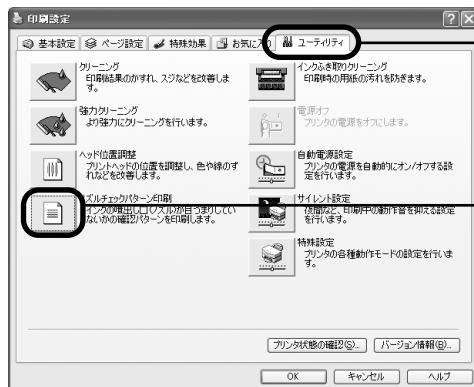 印刷設定
基本設定 ページ設定 特殊効果 お気に入り ユーティリティ
クリーニング
印刷結果のかすれ、スジなどを改善しま
す。
強力クリーニング
より強力にクリーニングを行います。
ヘッド位置調整
プリントヘッドの位置を調整し、色や線のず
れなどを改善します。
ズルチェックパターン印刷
インクの噴出し口(ノズル)が目づまりしてい
ないかの確認パターンを印刷します。
インクふき取りクリーニング
印刷時の用紙の汚れを防ぎます。
電源オフ
プリンタの電源をオフにします。
自動電源設定
プリンタの電源を自動的にオン/オフする設
定を行います。
サイレント設定
夜間など、印刷中の動作音を抑える設定
を行います。
特殊設定
プリンタの各種動作モードの設定を行いま
す。
プリンタ状態の確認(S)... バージョン情報(B)...
OK キャンセル ヘルプ